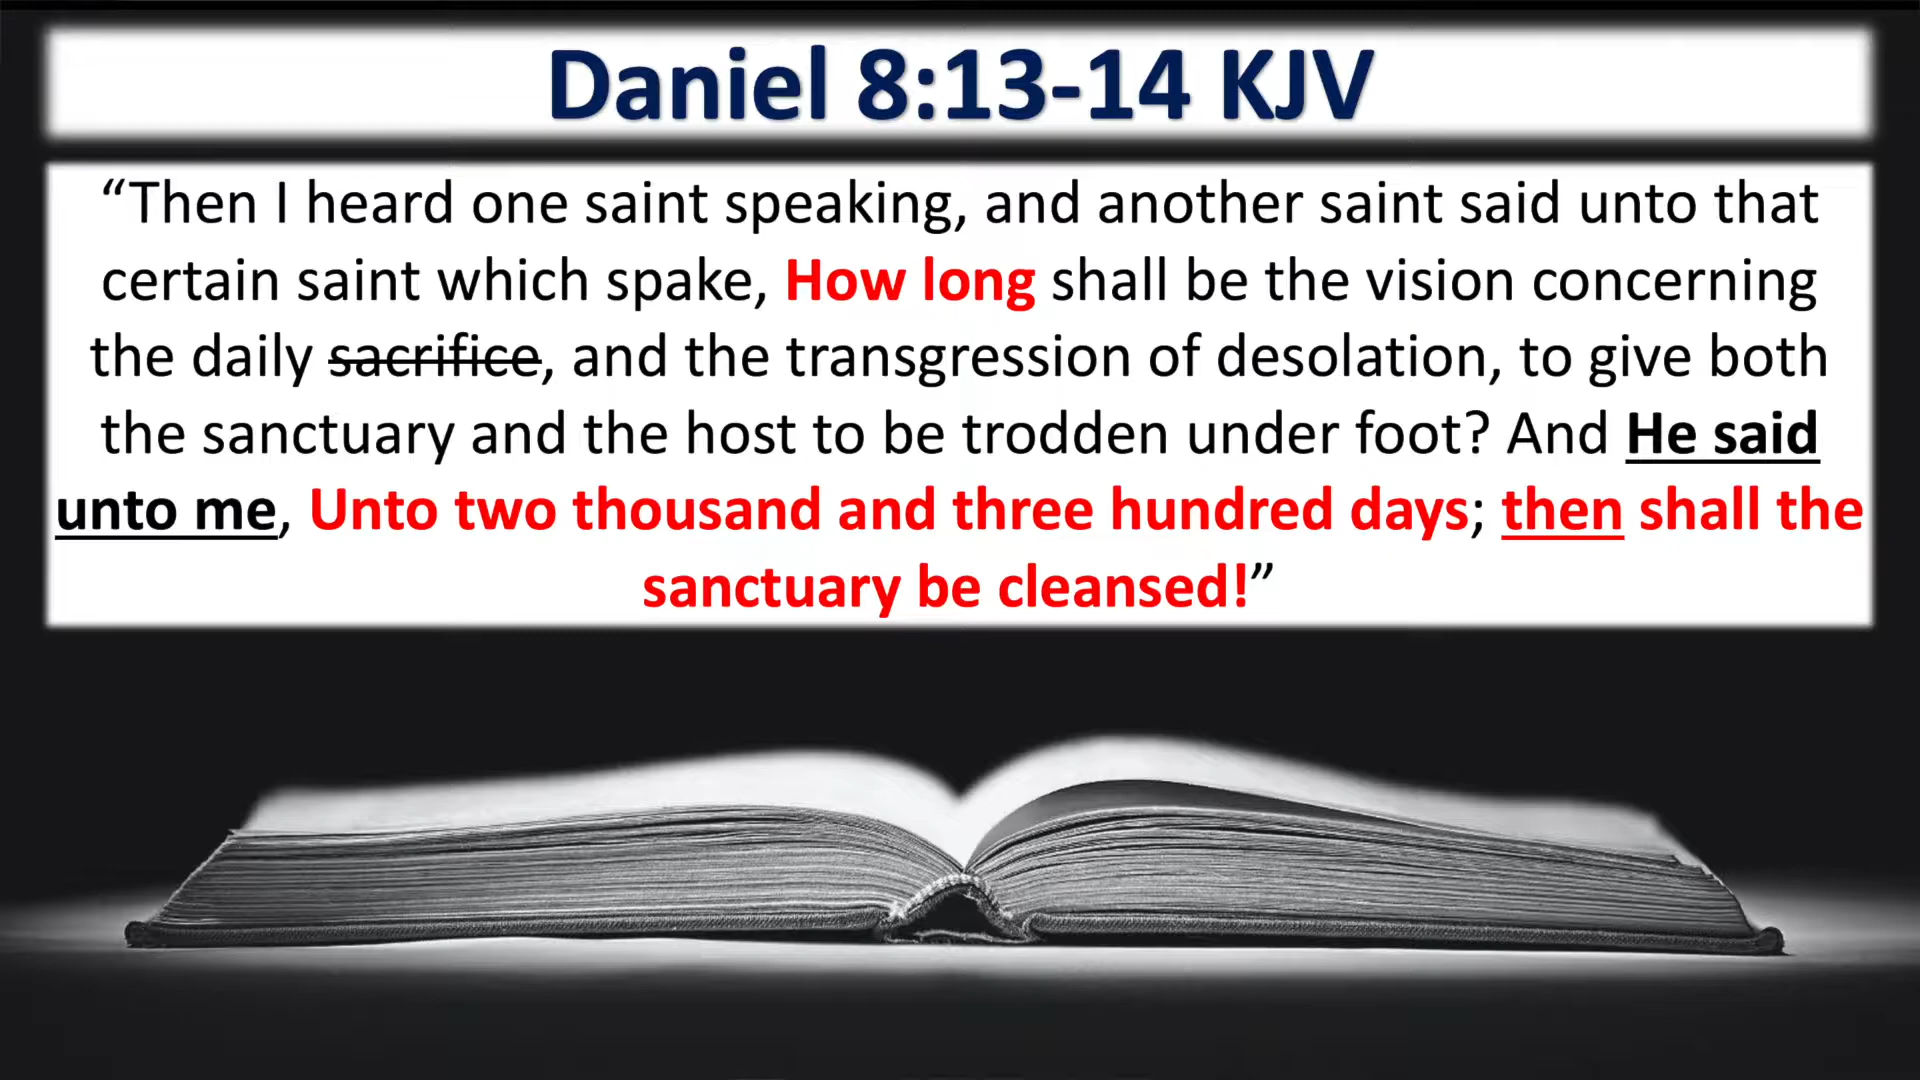 Daniel 8:13-14 KJV
“Then I heard one saint speaking, and another saint said unto that
certain saint which spake, How long shall be the vision concerning
the daily sacrifice, and the transgression of desolation, to give both
the sanctuary and the host to be trodden under foot? And He said
unto me, Unto two thousand and three hundred days; then shall the
sanctuary be cleansed!”